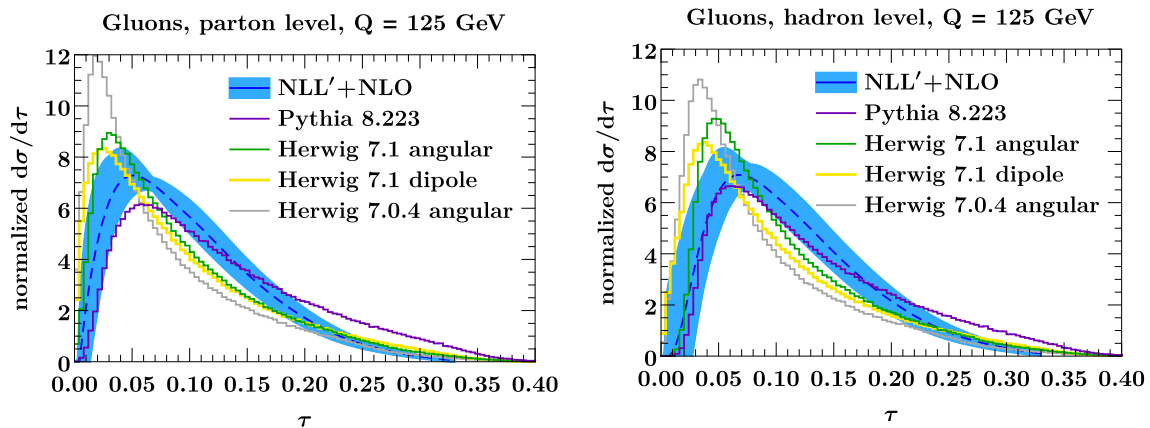 Gluons, parton level, Q = 125 GeV
normalized dσ/dτ
12
10
8
6
4
2
0
NLL′+NLO
Pythia 8.223
Herwig 7.1 angular
Herwig 7.1 dipole
Herwig 7.0.4 angular
0.00 0.05 0.10 0.15 0.20 0.25 0.30 0.35 0.40
τ
Gluons, hadron level, Q = 125 GeV
normalized dσ/dτ
12
10
8
6
4
2
0
NLL′+NLO
Pythia 8.223
Herwig 7.1 angular
Herwig 7.1 dipole
Herwig 7.0.4 angular
0.00 0.05 0.10 0.15 0.20 0.25 0.30 0.35 0.40
τ